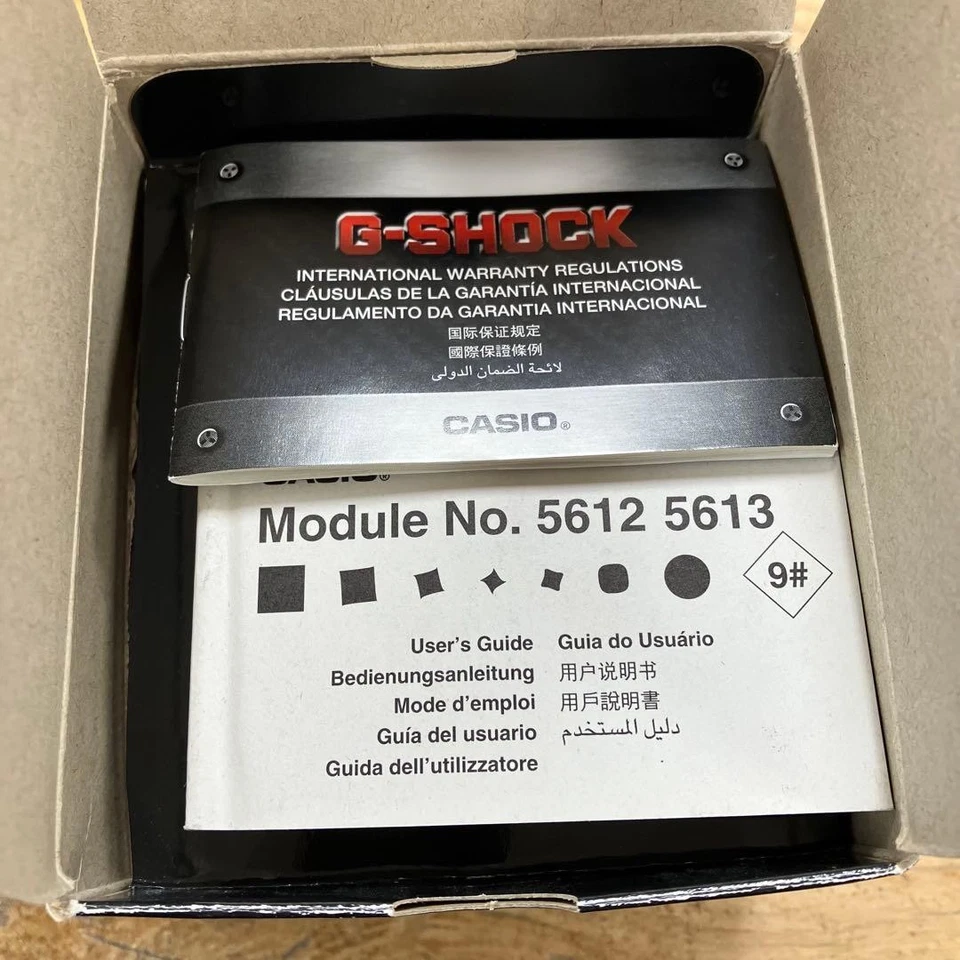 G-SHOCK
INTERNATIONAL WARRANTY REGULATIONS
CLÁUSULAS DE LA GARANTÍA INTERNACIONAL
REGULAMENTO DA GARANTIA INTERNACIONAL
国际保证规定
國際保證條例
لائحة الضمان الدولى
CASIO®
CASIO®
Module No. 5612 5613
9#
User's Guide Guia do Usuário
Bedienungsanleitung 用户说明书
Mode d'emploi 用戶說明書
Guía del usuario دليل المستخدم
Guida dell'utilizzatore